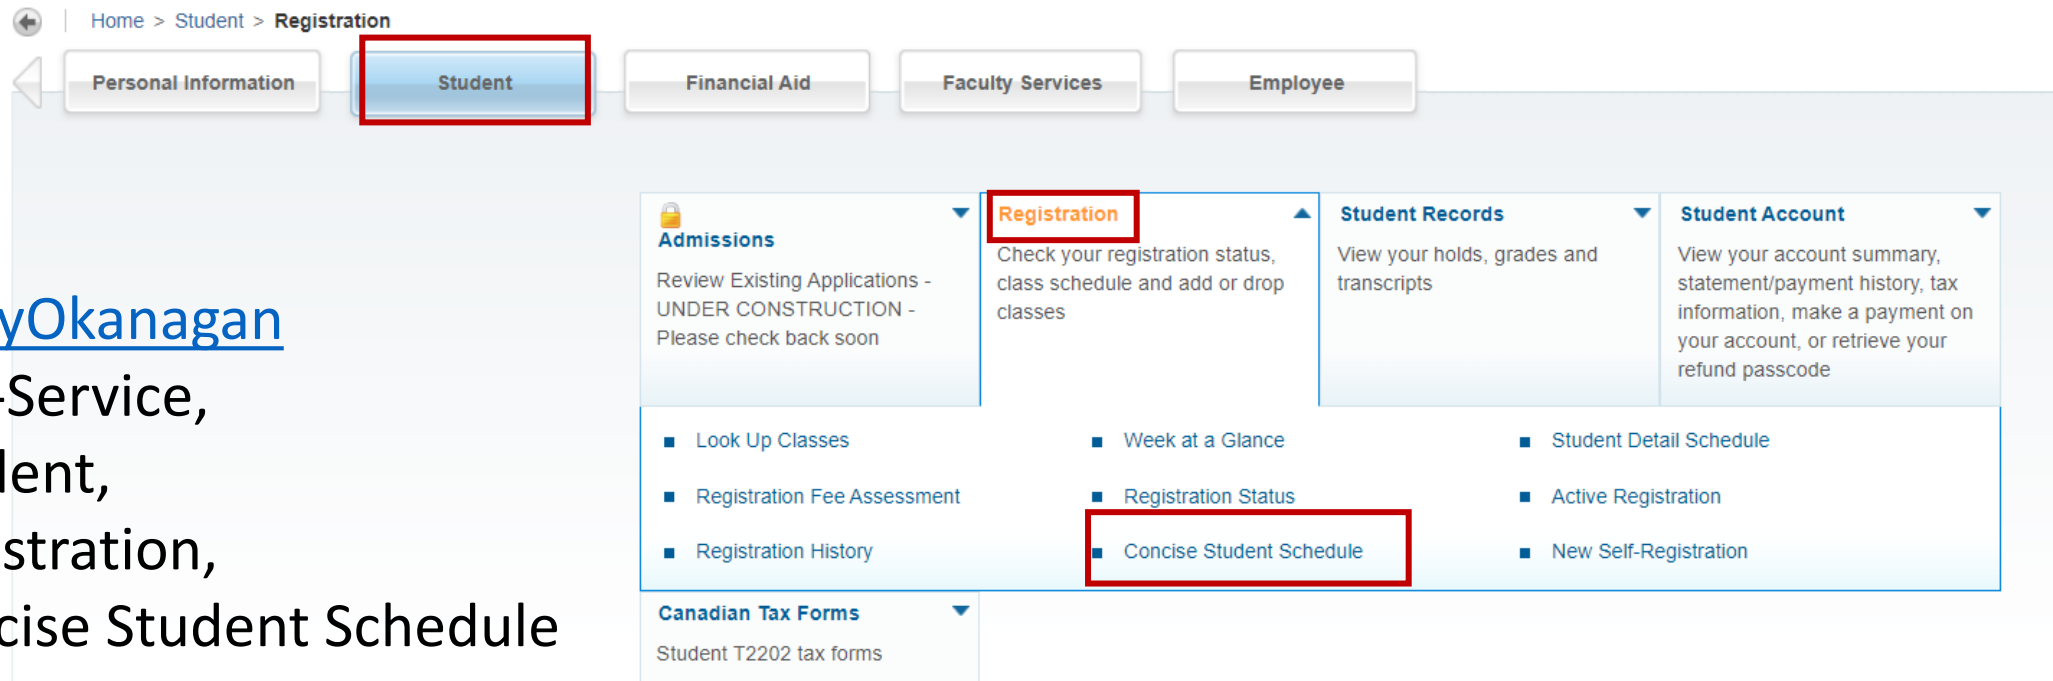 Home > Student > Registration
Personal Information
Student
Financial Aid
Faculty Services
Employee
Admissions
Review Existing Applications -
UNDER CONSTRUCTION -
Please check back soon
Registration
Check your registration status,
class schedule and add or drop
classes
Student Records
View your holds, grades and
transcripts
Student Account
View your account summary,
statement/payment history, tax
information, make a payment on
your account, or retrieve your
refund passcode
Look Up Classes
Week at a Glance
Student Detail Schedule
Registration Fee Assessment
Registration Status
Active Registration
Registration History
Concise Student Schedule
New Self-Registration
Canadian Tax Forms
Student T2202 tax forms
yOkanagan
-Service,
lent,
stration,
cise Student Schedule